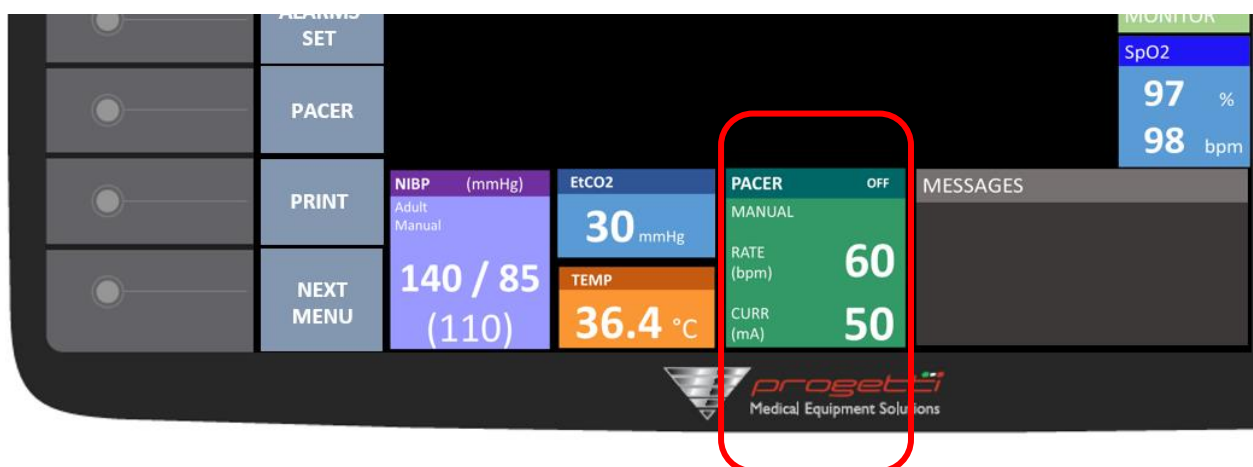 ALARMS
SET
MONITOR
SpO2
97 %
98 bpm
PACER
PRINT
NEXT
MENU
NIBP (mmHg)
Adult
Manual
140 / 85
(110)
EtCO2
30 mmHg
TEMP
36.4 °C
PACER OFF
MANUAL
RATE
(bpm)
60
CURR
(mA)
50
MESSAGES
progetti
Medical Equipment Solutions